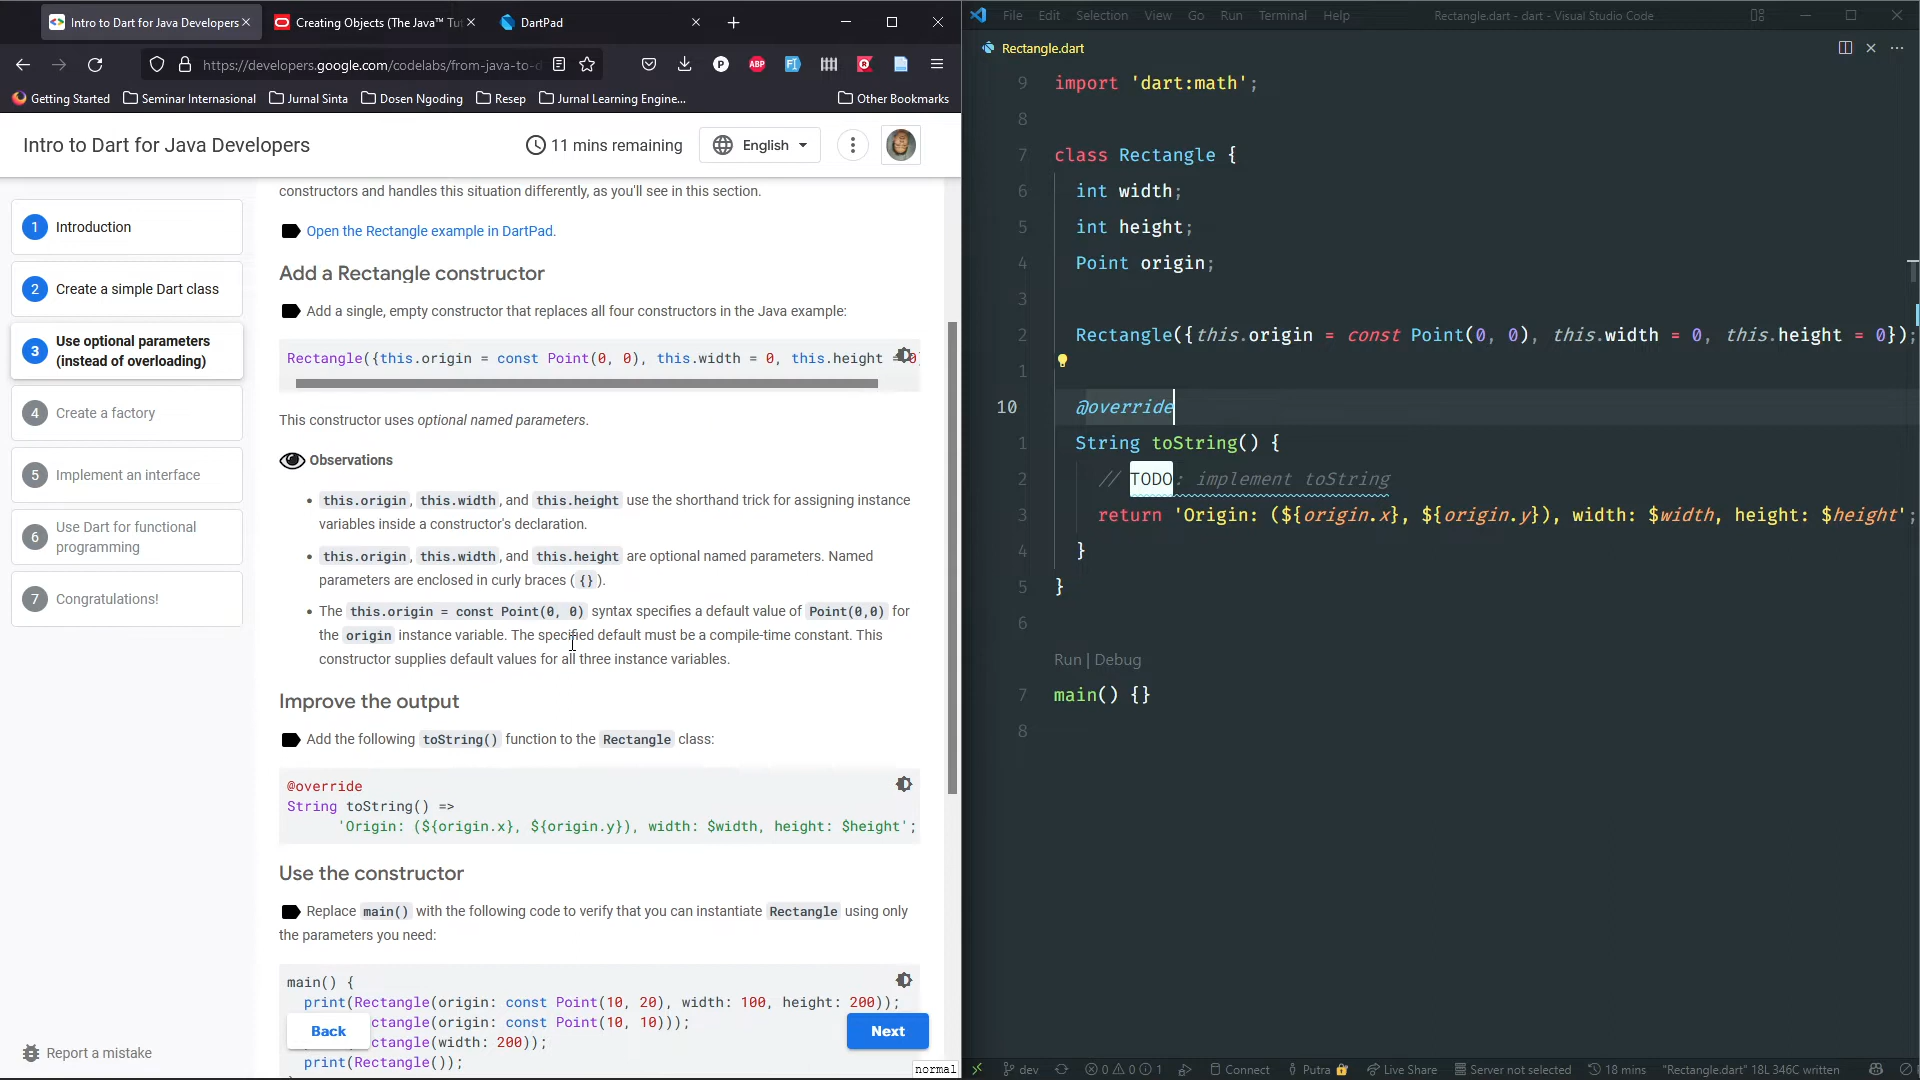 Intro to Dart for Java Developers
Creating Objects (The Java™ Tut
DartPad
https://developers.google.com/codelabs/from-java-to-d
Getting Started
Seminar Internasional
Jurnal Sinta
Dosen Ngoding
Resep
Jurnal Learning Engine...
Other Bookmarks
Intro to Dart for Java Developers
11 mins remaining
English
1 Introduction
2 Create a simple Dart class
3 Use optional parameters
(instead of overloading)
4 Create a factory
5 Implement an interface
6 Use Dart for functional
programming
7 Congratulations!
Report a mistake
constructors and handles this situation differently, as you'll see in this section.
Open the Rectangle example in DartPad.
Add a Rectangle constructor
Add a single, empty constructor that replaces all four constructors in the Java example:
Rectangle({this.origin = const Point(0, 0), this.width = 0, this.height = 0
This constructor uses optional named parameters.
Observations
• this.origin, this.width, and this.height use the shorthand trick for assigning instance
variables inside a constructor's declaration.
• this.origin, this.width, and this.height are optional named parameters. Named
parameters are enclosed in curly braces ({}).
• The this.origin = const Point(0, 0) syntax specifies a default value of Point(0,0) for
the origin instance variable. The specified default must be a compile-time constant. This
constructor supplies default values for all three instance variables.
Improve the output
Add the following toString() function to the Rectangle class:
@override
String toString() =>
'Origin: (${origin.x}, ${origin.y}), width: $width, height: $height';
Use the constructor
Replace main() with the following code to verify that you can instantiate Rectangle using only
the parameters you need:
main() {
print(Rectangle(origin: const Point(10, 20), width: 100, height: 200));
ctangle(origin: const Point(10, 10)));
ctangle(width: 200));
print(Rectangle());
Back
Next
normal
File Edit Selection View Go Run Terminal Help
Rectangle.dart - dart - Visual Studio Code
Rectangle.dart
9 import 'dart:math';
8
7 class Rectangle {
6 int width;
5 int height;
4 Point origin;
3
2 Rectangle({this.origin = const Point(0, 0), this.width = 0, this.height = 0});
1
10 @override
1 String toString() {
2 // TODO: implement toString
3 return 'Origin: (${origin.x}, ${origin.y}), width: $width, height: $height';
4 }
5 }
6
Run | Debug
7 main() {}
8
dev
0 0 1
Connect
Putra
Live Share
Server not selected
18 mins
"Rectangle.dart" 18L 346C written